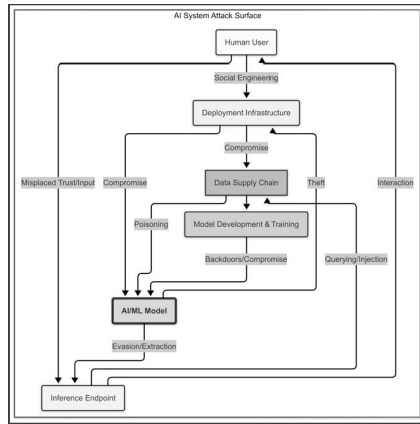 AI System Attack Surface
Human User
Social Engineering
Deployment Infrastructure
Misplaced Trust/Input
Compromise
Compromise
Theft
Interaction
Data Supply Chain
Poisoning
Model Development & Training
Backdoors/Compromise
Querying/Injection
AI/ML Model
Evasion/Extraction
Inference Endpoint